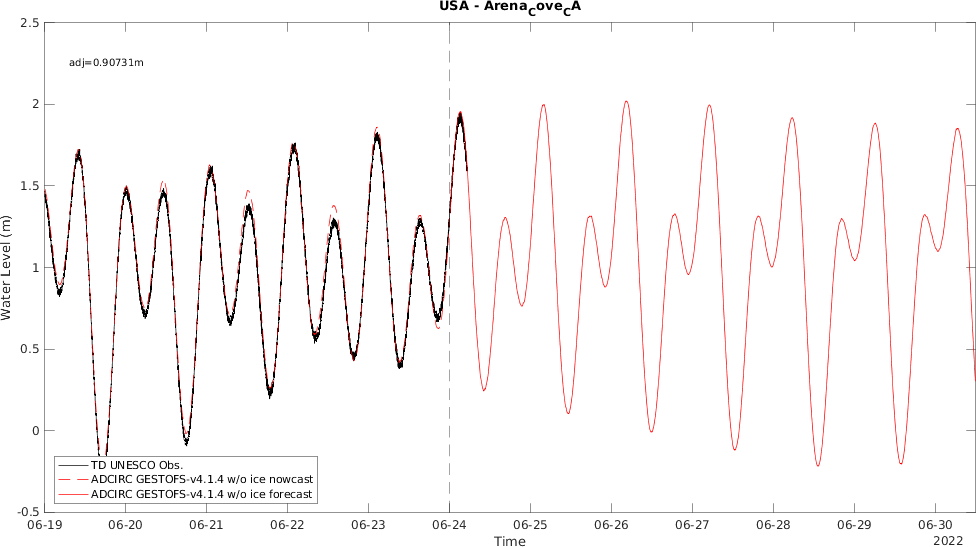 USA - ArenaCoveCA
adj=0.90731m
Water Level (m)
2.5
2
1.5
1
0.5
0
-0.5
TD UNESCO Obs.
ADCIRC GESTOFS-v4.1.4 w/o ice nowcast
ADCIRC GESTOFS-v4.1.4 w/o ice forecast
06-19 06-20 06-21 06-22 06-23 06-24 06-25 06-26 06-27 06-28 06-29 06-30
Time
2022